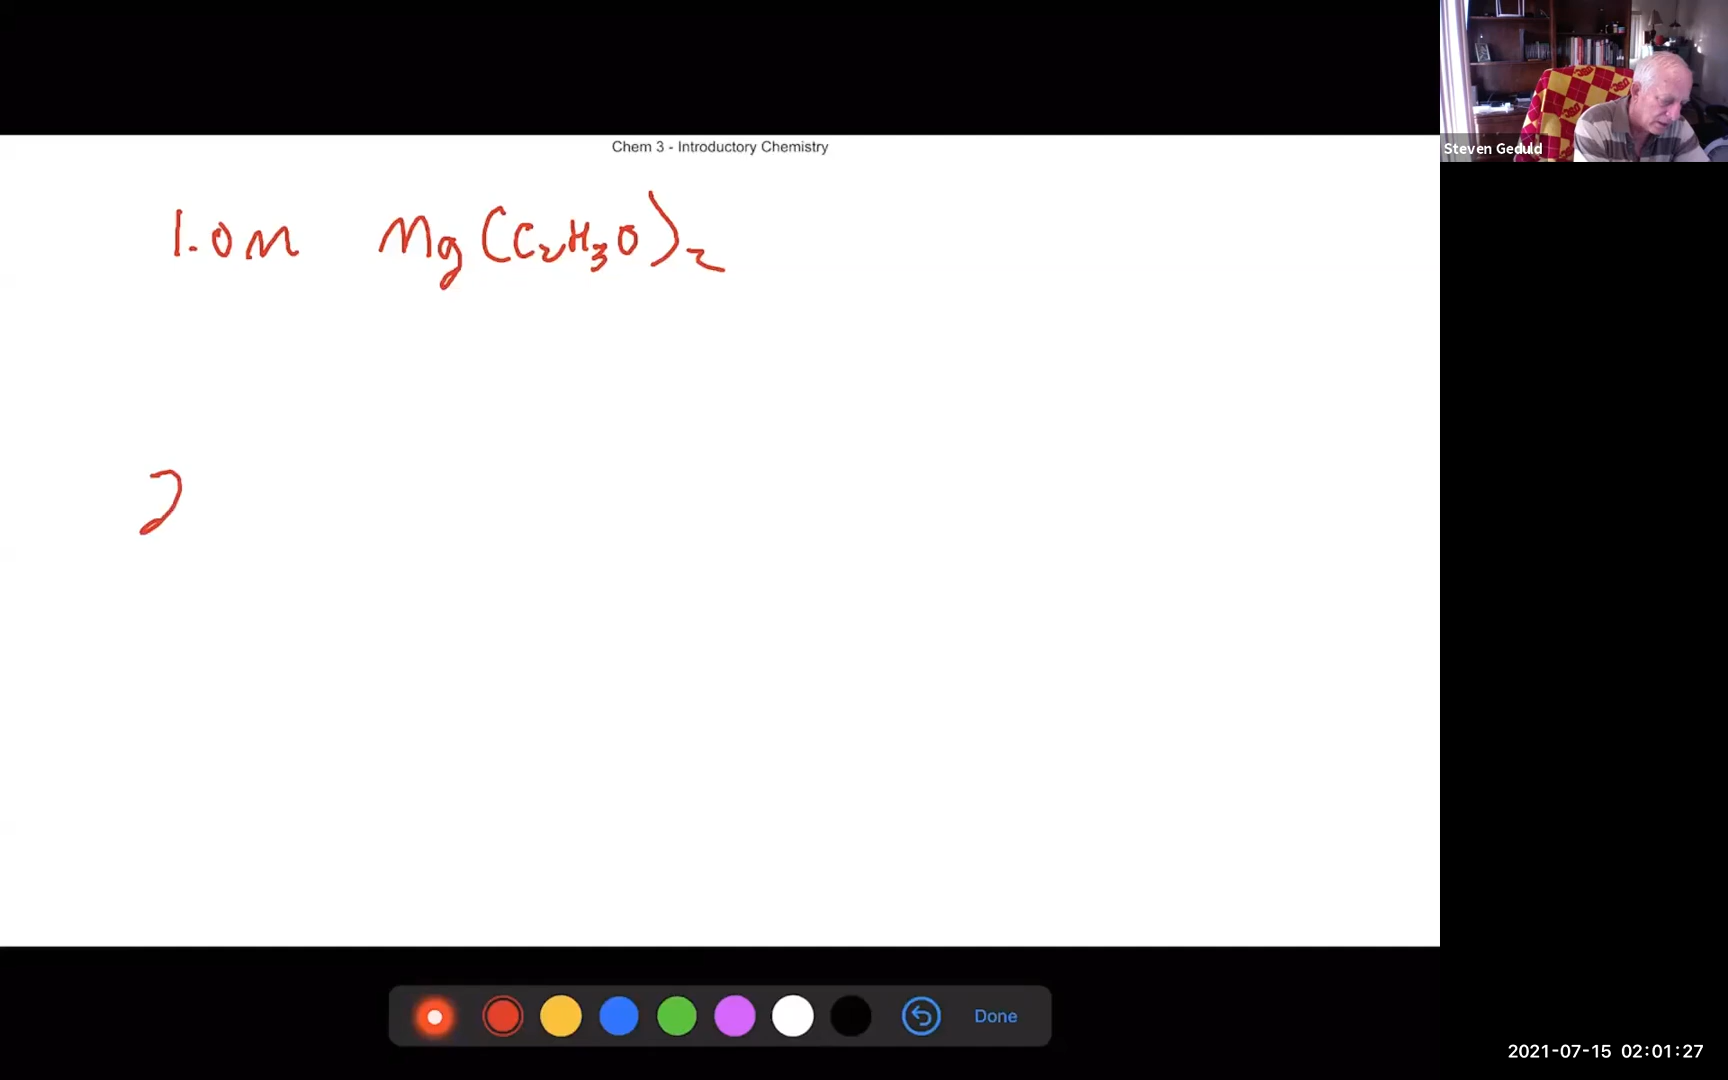 Chem 3 - Introductory Chemistry
Steven Geduld
1.0 M Mg(C₂H₃O)₂
2
Done
2021-07-15 02:01:27